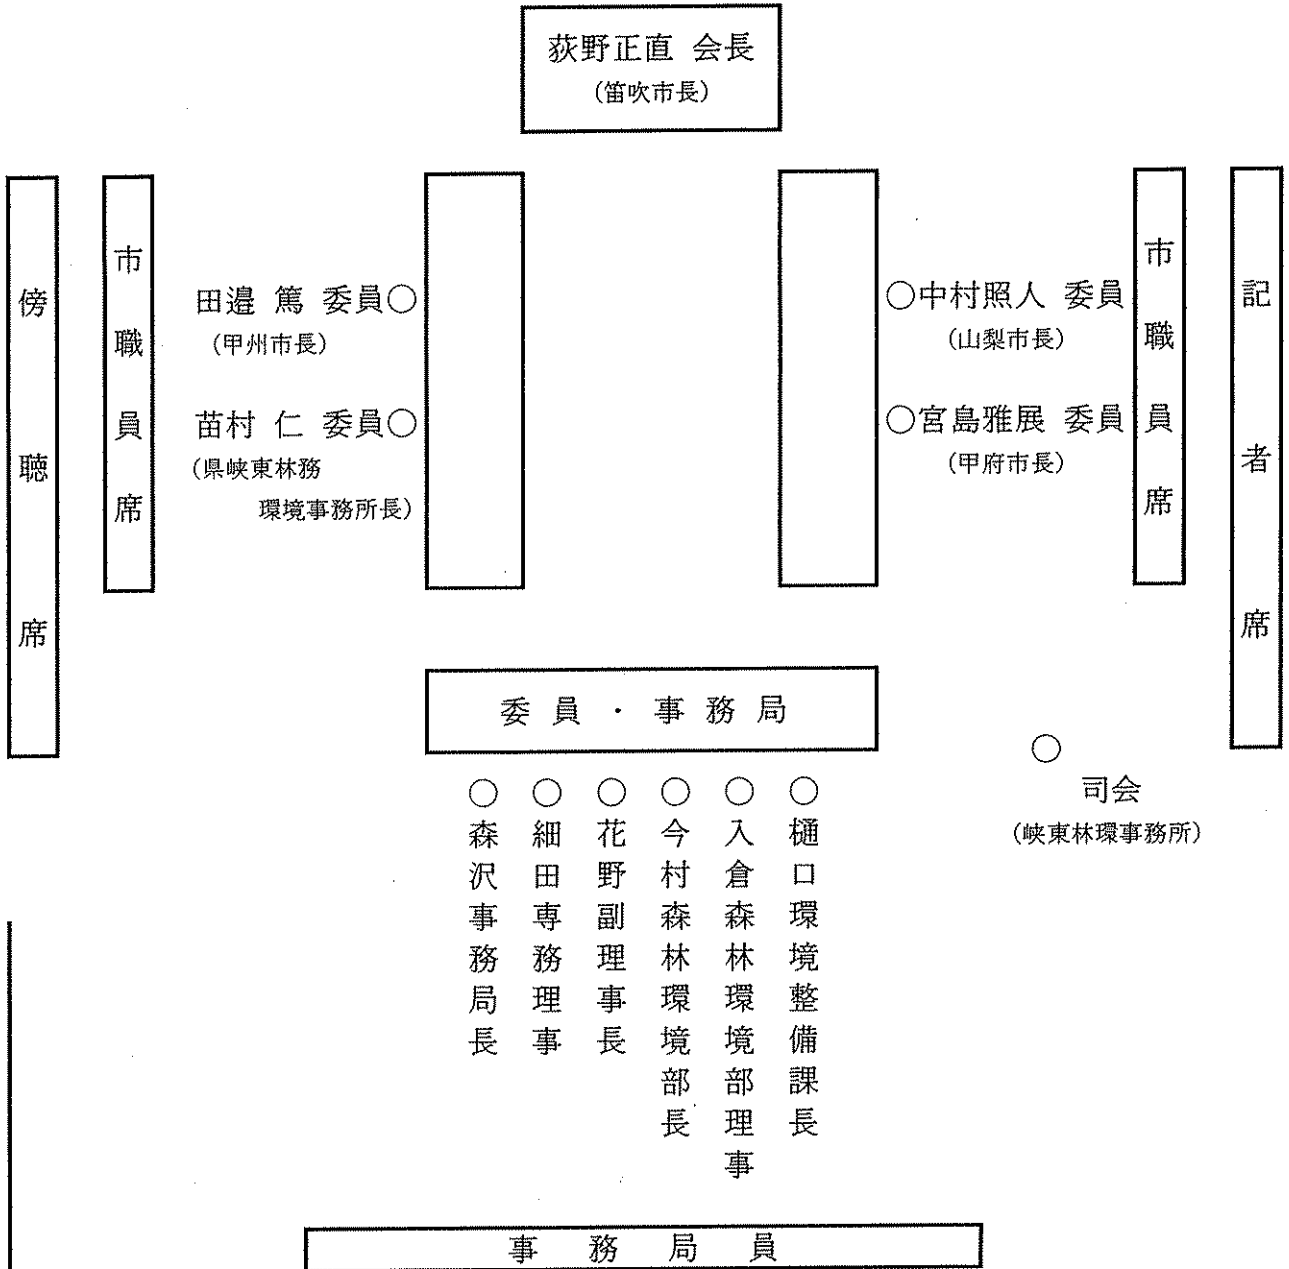 荻野正直 会長
(笛吹市長)
傍聴席
市職員席
田邉 篤 委員○
(甲州市長)
苗村 仁 委員○
(県峡東林務
環境事務所長)
○中村照人 委員
(山梨市長)
○宮島雅展 委員
(甲府市長)
市職員席
記者席
委員・事務局
○森沢事務局長
○細田専務理事
○花野副理事長
○今村森林環境部長
○入倉森林環境部理事
○樋口環境整備課長
○
司会
(峡東林環事務所)
事務局員